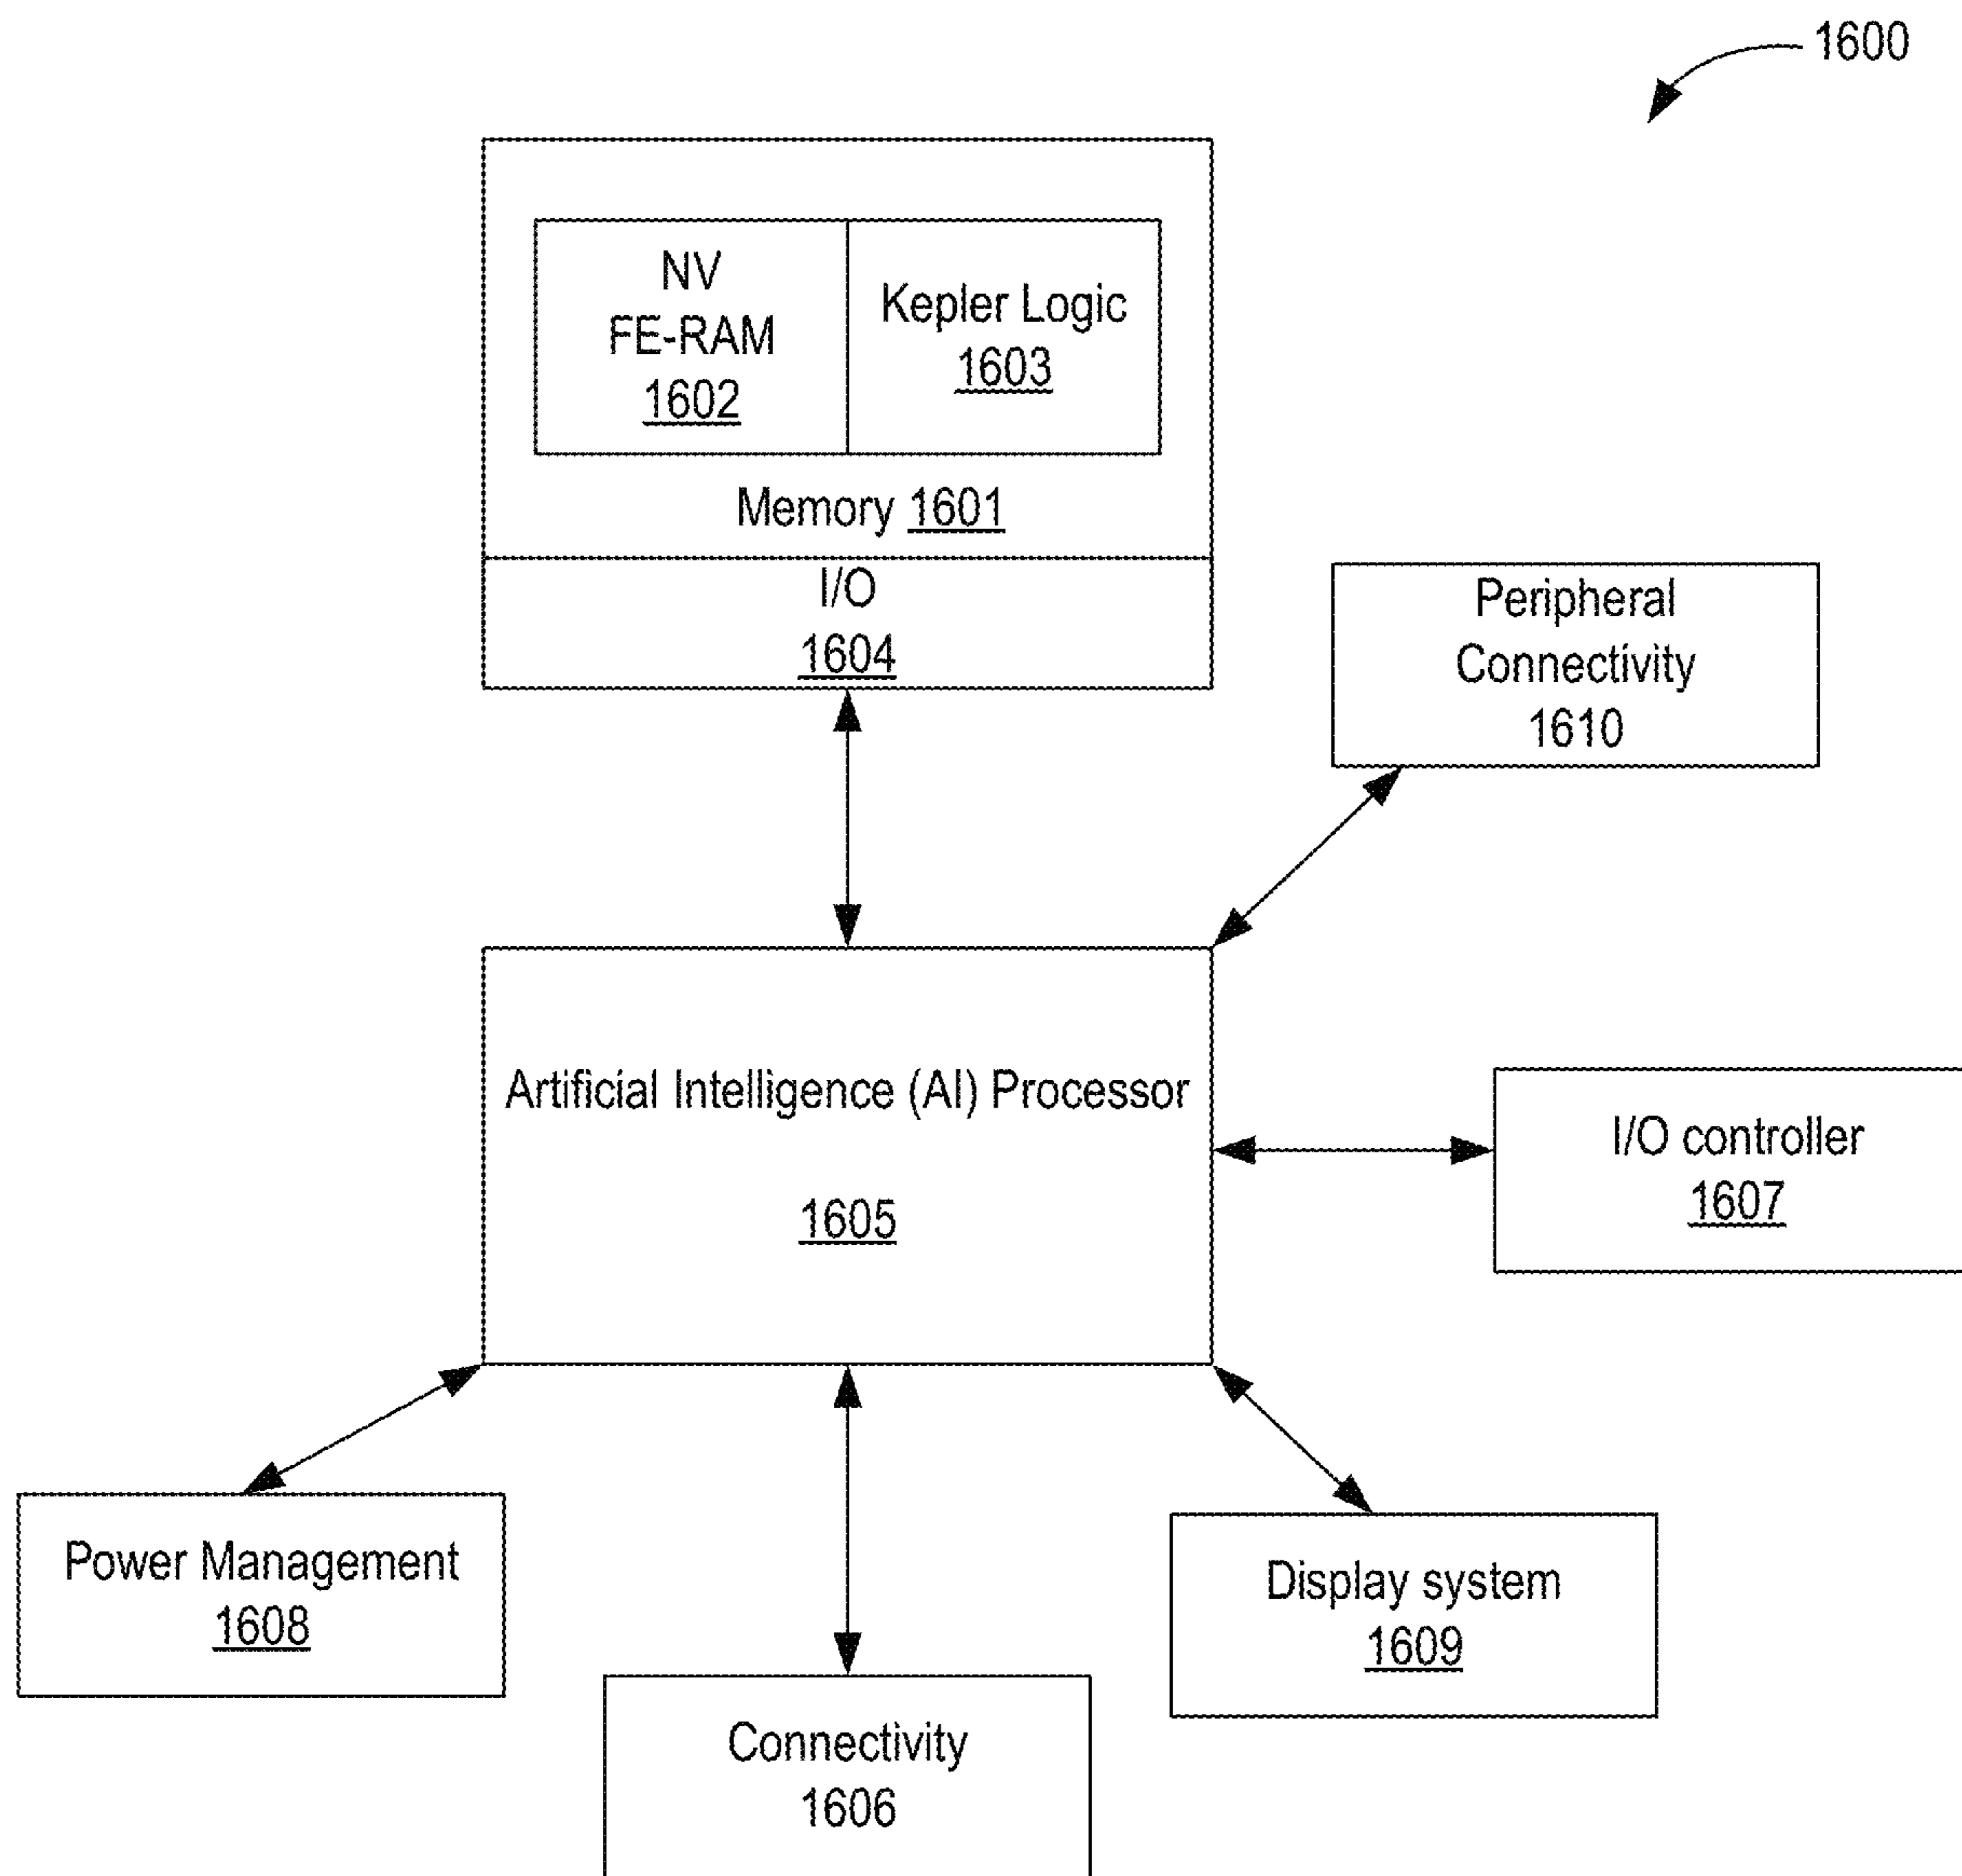 1600
NV
FE-RAM
1602
Kepler Logic
1603
Memory 1601
I/O
1604
Peripheral
Connectivity
1610
Artificial Intelligence (AI) Processor
1605
I/O controller
1607
Power Management
1608
Display system
1609
Connectivity
1606